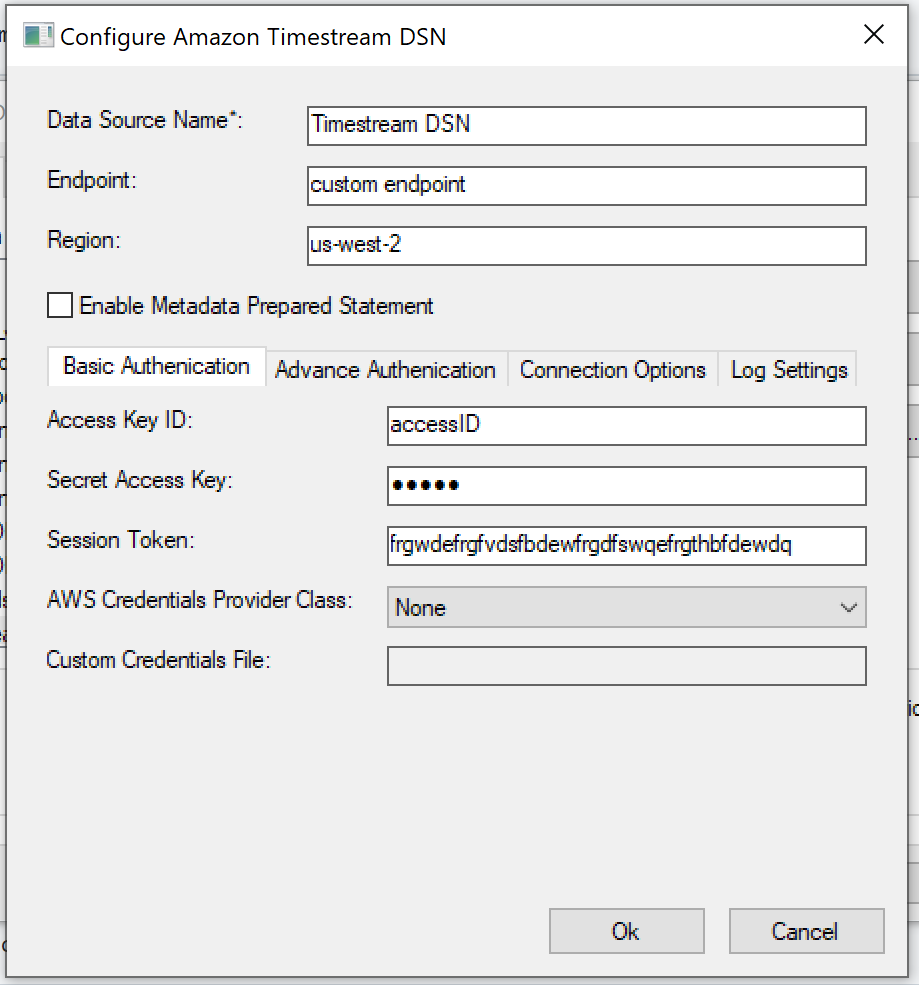 Configure Amazon Timestream DSN
Data Source Name*: Timestream DSN
Endpoint: custom endpoint
Region: us-west-2
Enable Metadata Prepared Statement
Basic Authenication Advance Authenication Connection Options Log Settings
Access Key ID: accessID
Secret Access Key: •••••
Session Token: frgwdefrgfvdsfbdewfrgdfswqefrgthbfdewdq
AWS Credentials Provider Class: None
Custom Credentials File:
Ok Cancel